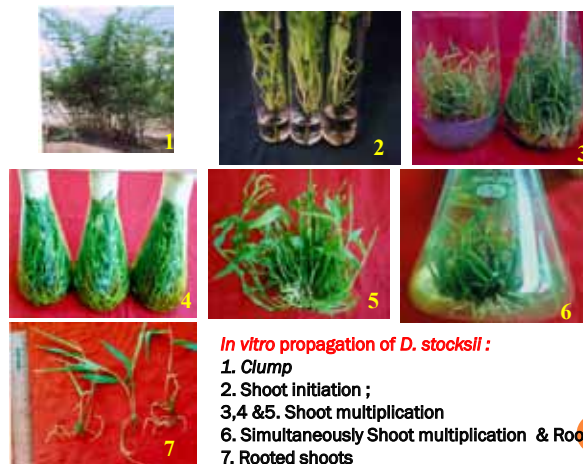 1
2
3
4
5
6
7
In vitro propagation of D. stocksii :
1. Clump
2. Shoot initiation ;
3,4 &5. Shoot multiplication
6. Simultaneously Shoot multiplication & Roo
7. Rooted shoots